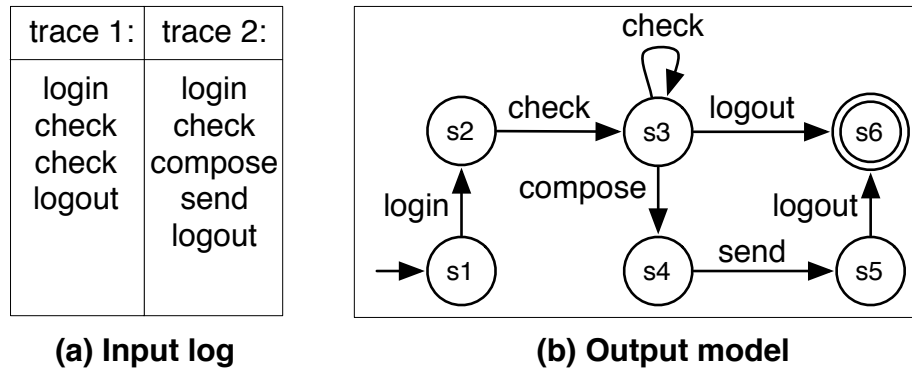 trace 1: trace 2:
login login
check check
check compose
logout send
logout
(a) Input log
check
s2 check s3 logout s6
login compose logout
s1 s4 send s5
(b) Output model